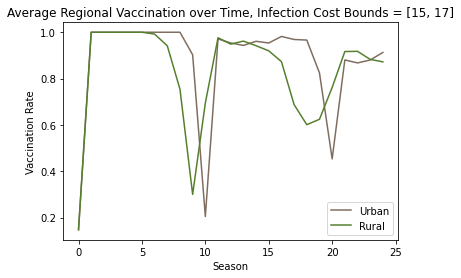 Average Regional Vaccination over Time, Infection Cost Bounds = [15, 17]
1.0
0.8
0.6
0.4
0.2
Vaccination Rate
0 5 10 15 20 25
Season
Urban
Rural